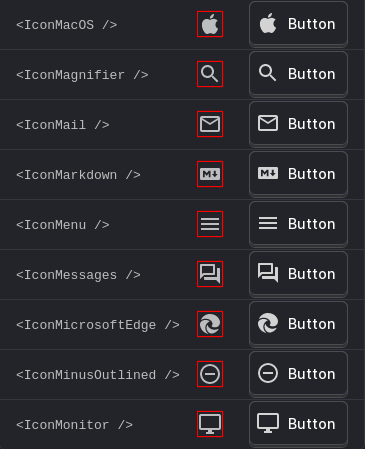 <IconMacOS /> Button
<IconMagnifier /> Button
<IconMail /> Button
<IconMarkdown /> M Button
<IconMenu /> Button
<IconMessages /> Button
<IconMicrosoftEdge /> Button
<IconMinusOutlined /> Button
<IconMonitor /> Button